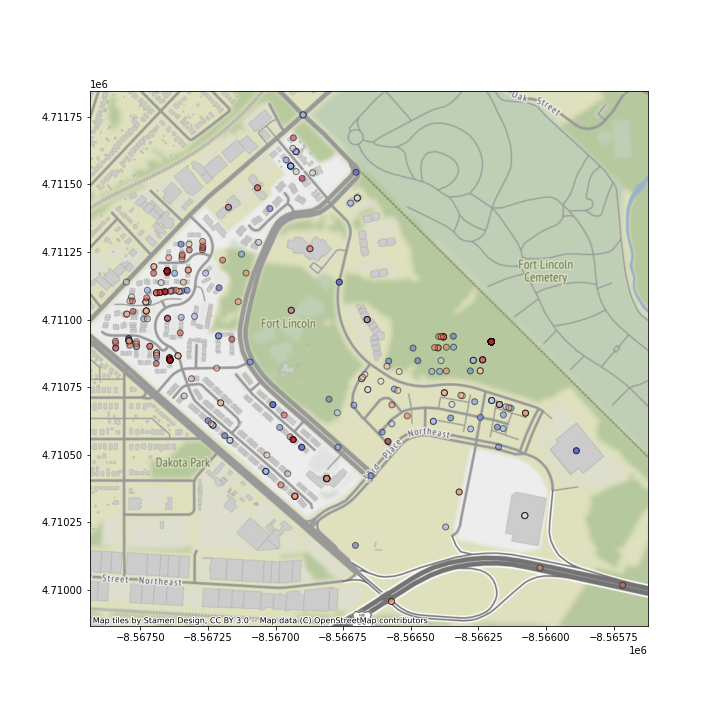 1e6
4.71175
4.71150
4.71125
4.71100
4.71075
4.71050
4.71025
4.71000
Oak Street
Fort Lincoln
Cemetery
Fort Lincoln
Place Northeast
Dakota Park
Street Northeast
Map tiles by Stamen Design, CC BY 3.0 -- Map data (C) OpenStreetMap contributors
−8.56750
−8.56725
−8.56700
−8.56675
−8.56650
−8.56625
−8.56600
−8.56575
1e6